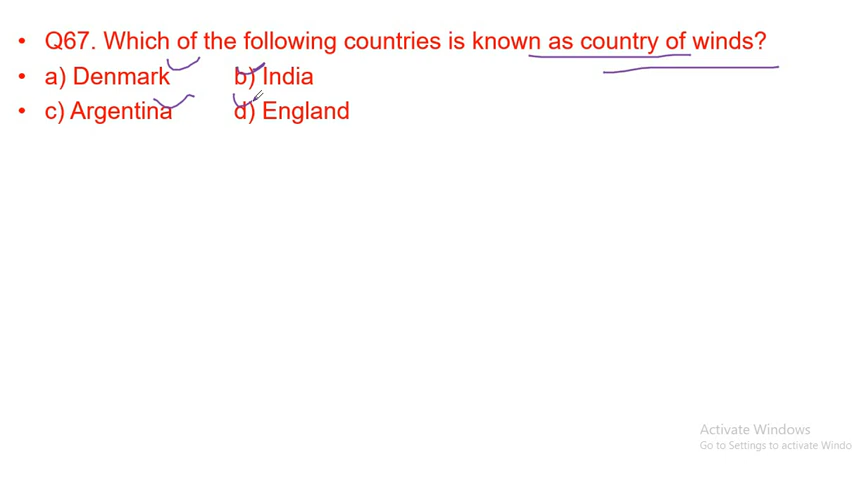 • Q67. Which of the following countries is known as country of winds?
• a) Denmark b) India
• c) Argentina d) England
Activate Windows
Go to Settings to activate Windo